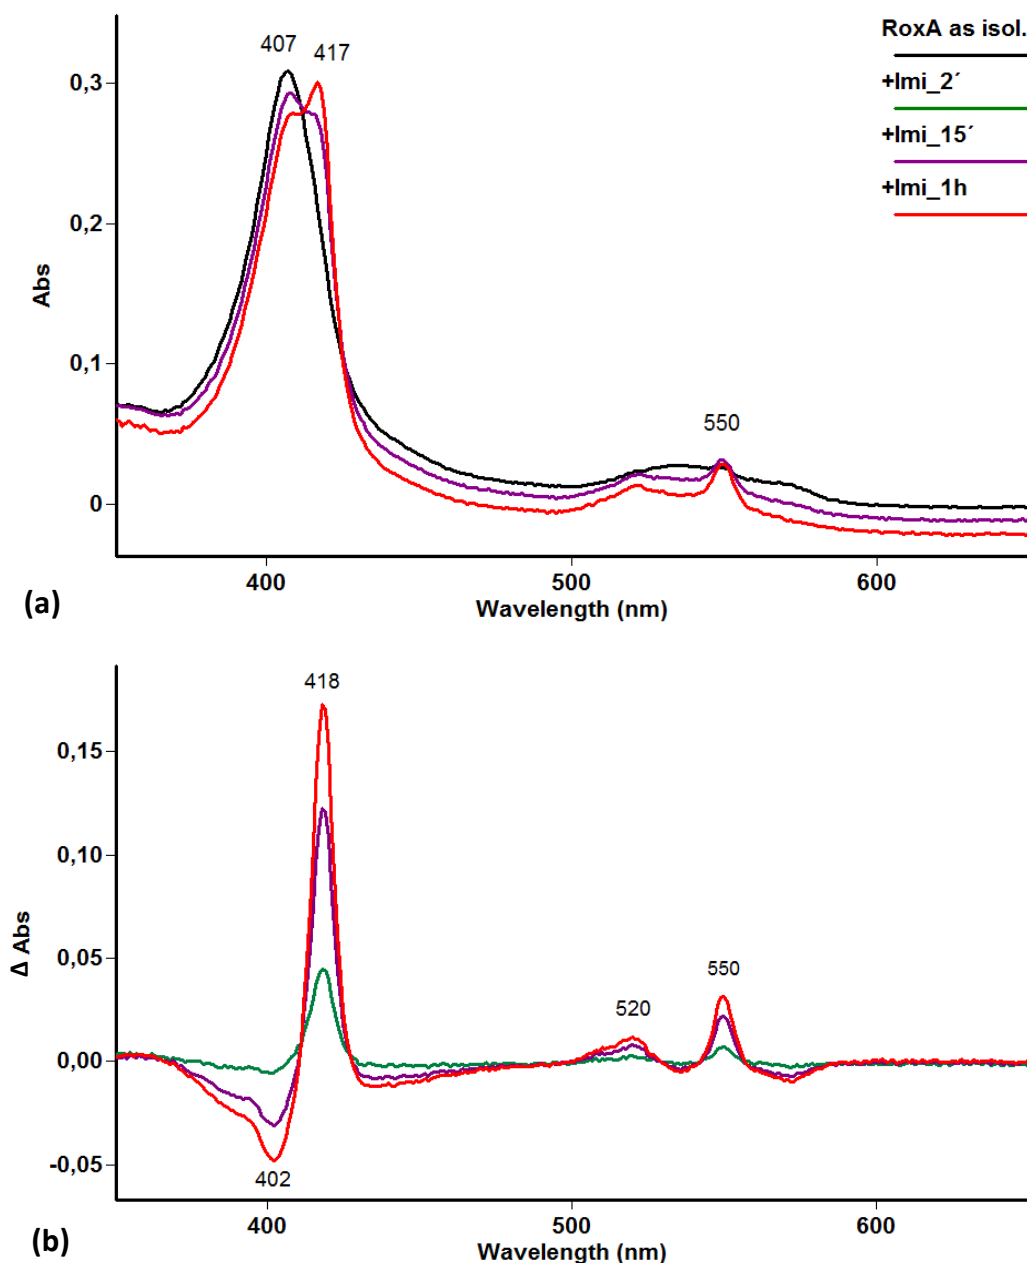 407
417
RoxA as isol.
+Imi_2´
+Imi_15´
+Imi_1h
0,3
0,2
0,1
0
Abs
550
400
500
600
Wavelength (nm)
(a)
418
0,15
0,10
0,05
0,00
-0,05
Δ Abs
520
550
402
400
500
600
Wavelength (nm)
(b)